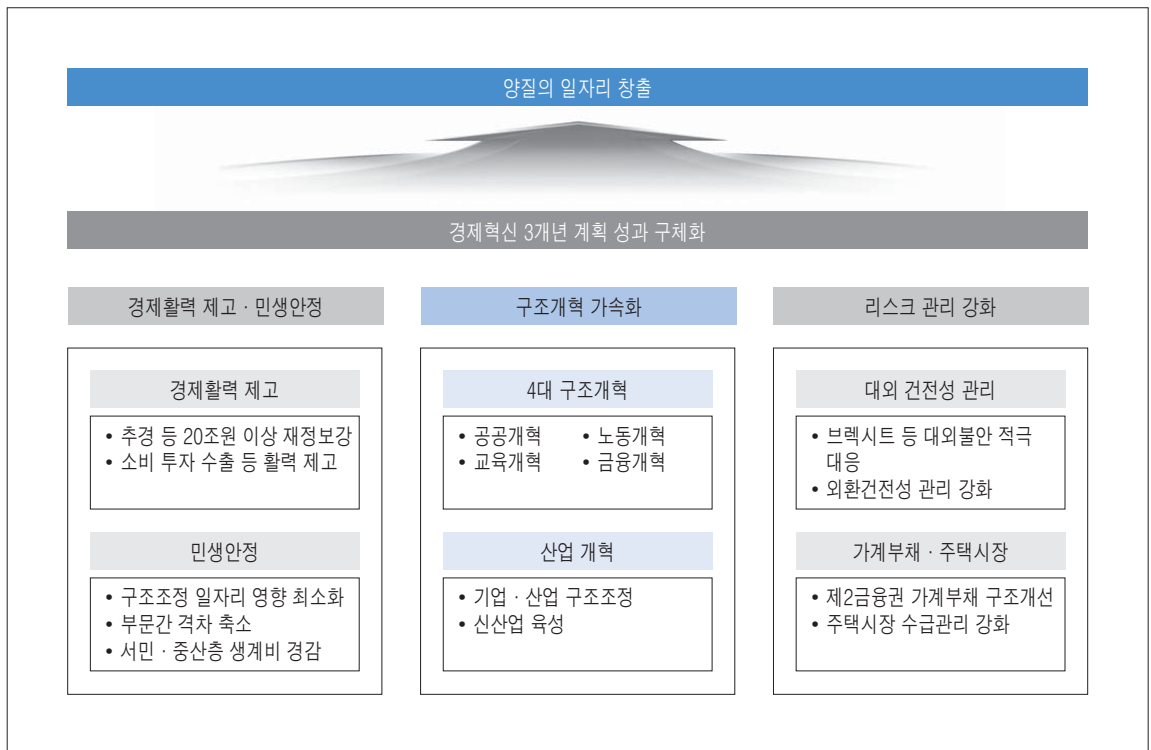 양질의 일자리 창출
경제혁신 3개년 계획 성과 구체화
경제활력 제고 · 민생안정
경제활력 제고
• 추경 등 20조원 이상 재정보강
• 소비 투자 수출 등 활력 제고
민생안정
• 구조조정 일자리 영향 최소화
• 부문간 격차 축소
• 서민 · 중산층 생계비 경감
구조개혁 가속화
4대 구조개혁
• 공공개혁 • 노동개혁
• 교육개혁 • 금융개혁
산업 개혁
• 기업 · 산업 구조조정
• 신산업 육성
리스크 관리 강화
대외 건전성 관리
• 브렉시트 등 대외불안 적극
대응
• 외환건전성 관리 강화
가계부채 · 주택시장
• 제2금융권 가계부채 구조개선
• 주택시장 수급관리 강화